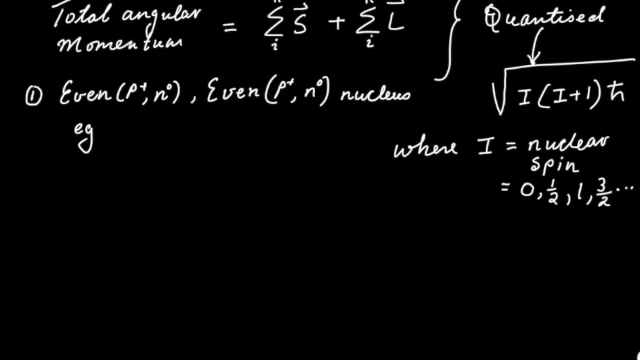 Total angular Momentum = Σ i S⃗ + Σ i L⃗ } Quantised
√I(I+1) ħ
① Even(p⁺, n⁰), Even(p⁺, n⁰) nucleus
eg
where I = nuclear
spin
= 0, 1/2, 1, 3/2 ...